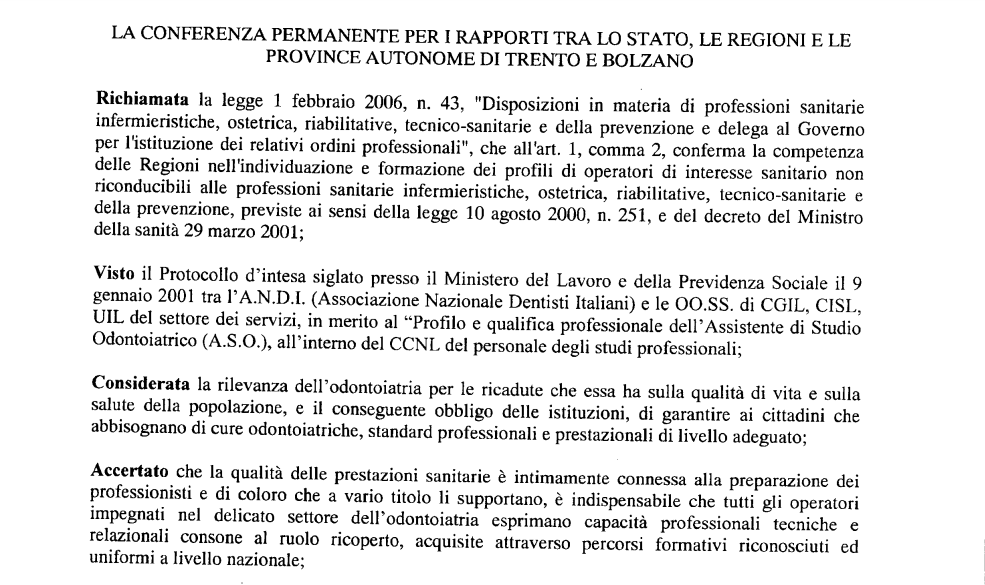 LA CONFERENZA PERMANENTE PER I RAPPORTI TRA LO STATO, LE REGIONI E LE
PROVINCE AUTONOME DI TRENTO E BOLZANO
Richiamata la legge 1 febbraio 2006, n. 43, "Disposizioni in materia di professioni sanitarie
infermieristiche, ostetrica, riabilitative, tecnico-sanitarie e della prevenzione e delega al Governo
per l'istituzione dei relativi ordini professionali", che all'art. 1, comma 2, conferma la competenza
delle Regioni nell'individuazione e formazione dei profili di operatori di interesse sanitario non
riconducibili alle professioni sanitarie infermieristiche, ostetrica, riabilitative, tecnico-sanitarie e
della prevenzione, previste ai sensi della legge 10 agosto 2000, n. 251, e del decreto del Ministro
della sanità 29 marzo 2001;
Visto il Protocollo d’intesa siglato presso il Ministero del Lavoro e della Previdenza Sociale il 9
gennaio 2001 tra l’A.N.D.I. (Associazione Nazionale Dentisti Italiani) e le OO.SS. di CGIL, CISL,
UIL del settore dei servizi, in merito al “Profilo e qualifica professionale dell’Assistente di Studio
Odontoiatrico (A.S.O.), all’interno del CCNL del personale degli studi professionali;
Considerata la rilevanza dell’odontoiatria per le ricadute che essa ha sulla qualità di vita e sulla
salute della popolazione, e il conseguente obbligo delle istituzioni, di garantire ai cittadini che
abbisognano di cure odontoiatriche, standard professionali e prestazionali di livello adeguato;
Accertato che la qualità delle prestazioni sanitarie è intimamente connessa alla preparazione dei
professionisti e di coloro che a vario titolo li supportano, è indispensabile che tutti gli operatori
impegnati nel delicato settore dell’odontoiatria esprimano capacità professionali tecniche e
relazionali consone al ruolo ricoperto, acquisite attraverso percorsi formativi riconosciuti ed
uniformi a livello nazionale;